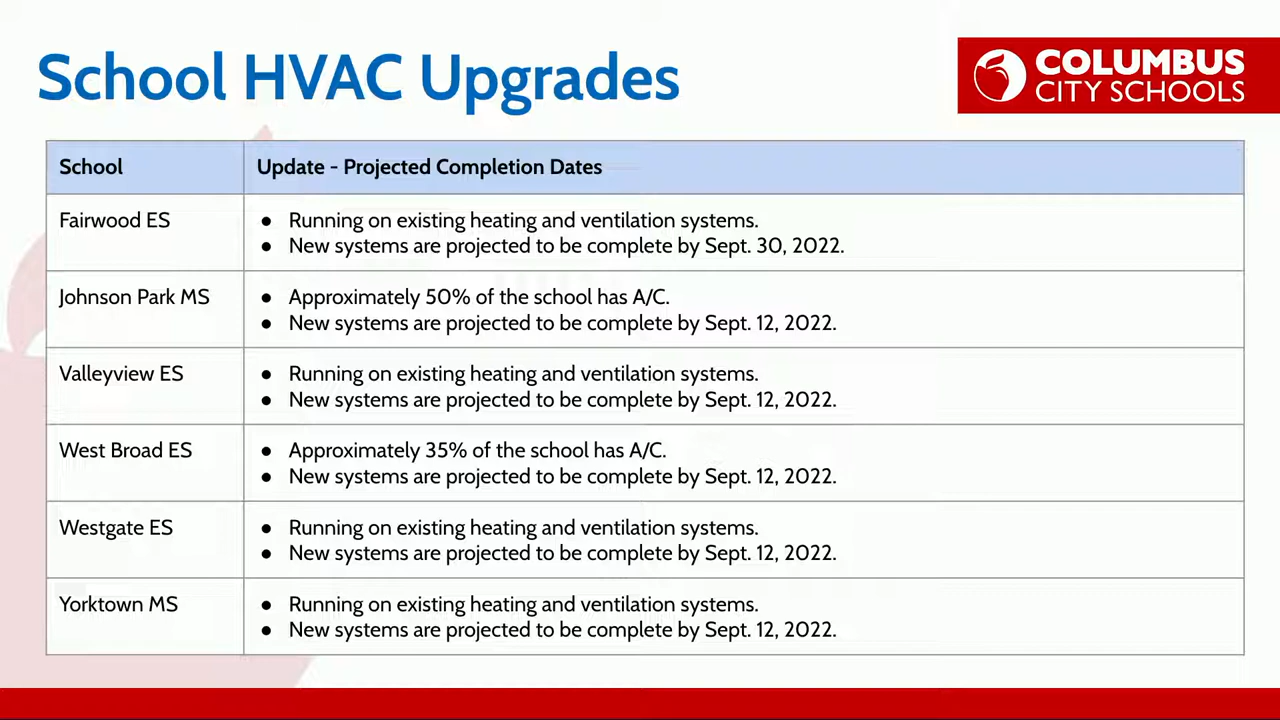 School HVAC Upgrades
COLUMBUS
CITY SCHOOLS
School
Update - Projected Completion Dates
Fairwood ES
● Running on existing heating and ventilation systems.
● New systems are projected to be complete by Sept. 30, 2022.
Johnson Park MS
● Approximately 50% of the school has A/C.
● New systems are projected to be complete by Sept. 12, 2022.
Valleyview ES
● Running on existing heating and ventilation systems.
● New systems are projected to be complete by Sept. 12, 2022.
West Broad ES
● Approximately 35% of the school has A/C.
● New systems are projected to be complete by Sept. 12, 2022.
Westgate ES
● Running on existing heating and ventilation systems.
● New systems are projected to be complete by Sept. 12, 2022.
Yorktown MS
● Running on existing heating and ventilation systems.
● New systems are projected to be complete by Sept. 12, 2022.